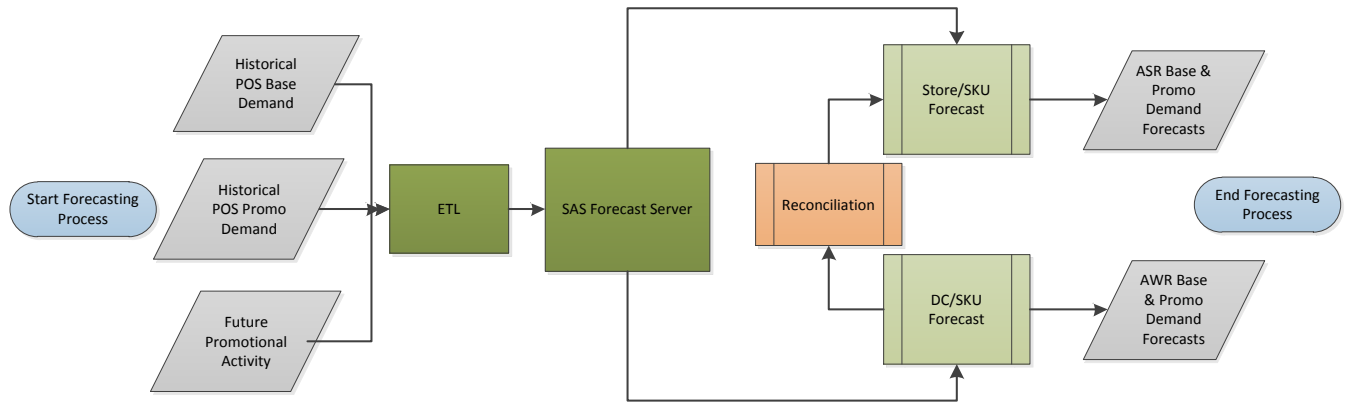 Start Forecasting
Process
Historical
POS Base
Demand
Historical
POS Promo
Demand
Future
Promotional
Activity
ETL
SAS Forecast Server
Reconciliation
Store/SKU
Forecast
DC/SKU
Forecast
ASR Base &
Promo
Demand
Forecasts
AWR Base
& Promo
Demand
Forecasts
End Forecasting
Process